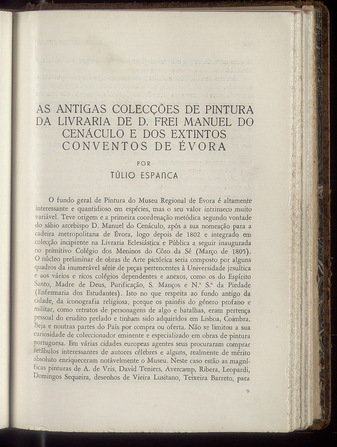 AS ANTIGAS COLECÇÕES DE PINTURA
DA LIVRARIA DE D. FREI MANUEL DO
CENÁCULO E DOS EXTINTOS
CONVENTOS DE ÉVORA
POR
TÚLIO ESPANCA
O fundo geral de Pintura do Museu Regional de Évora é altamente
interessante e quantidioso em espécies, mas o seu valor intrínseco muito
variável. Teve origem e a primeira coordenação metódica segundo vontade
do sábio arcebispo D. Manuel do Cenáculo, após a sua nomeação para a
cadeira metropolitana de Évora, logo depois de 1802 e integrado em
colecção incipiente na Livraria Eclesiástica e Pública a seguir inaugurada
no primitivo Colégio dos Meninos do Côro da Sé (Março de 1805).
O núcleo preliminar de obras de Arte pictórica seria composto por alguns
quadros da inumerável série de peças pertencentes à Universidade jesuítica
e aos vários e ricos colégios dependentes e anexos, como os do Espírito
Santo, Madre de Deus, Purificação, S. Manços e N.ª S.ª da Piedade
(Enfermaria dos Estudantes). Isto no que respeita ao fundo antigo da
cidade, da iconografia religiosa, porque os painéis do género profano e
militar, como retratos de personagens de algo e batalhas, eram pertença
pessoal do erudito prelado e tinham sido adquiridos em Lisboa, Coimbra,
Beja e noutras partes do País por compra ou oferta. Não se limitou a sua
curiosidade de coleccionador eminente e especializado em obras de pintura
portuguesa. Em várias cidades europeias agentes seus procuraram comprar
retábulos interessantes de autores célebres e alguns, realmente de mérito
absoluto enriqueceram notàvelmente o Museu. Neste caso estão as magní-
ficas pinturas de A. de Vris, David Teniers, Avercamp, Ribera, Leopardi,
Domingos Sequeira, desenhos de Vieira Lusitano, Teixeira Barreto, para